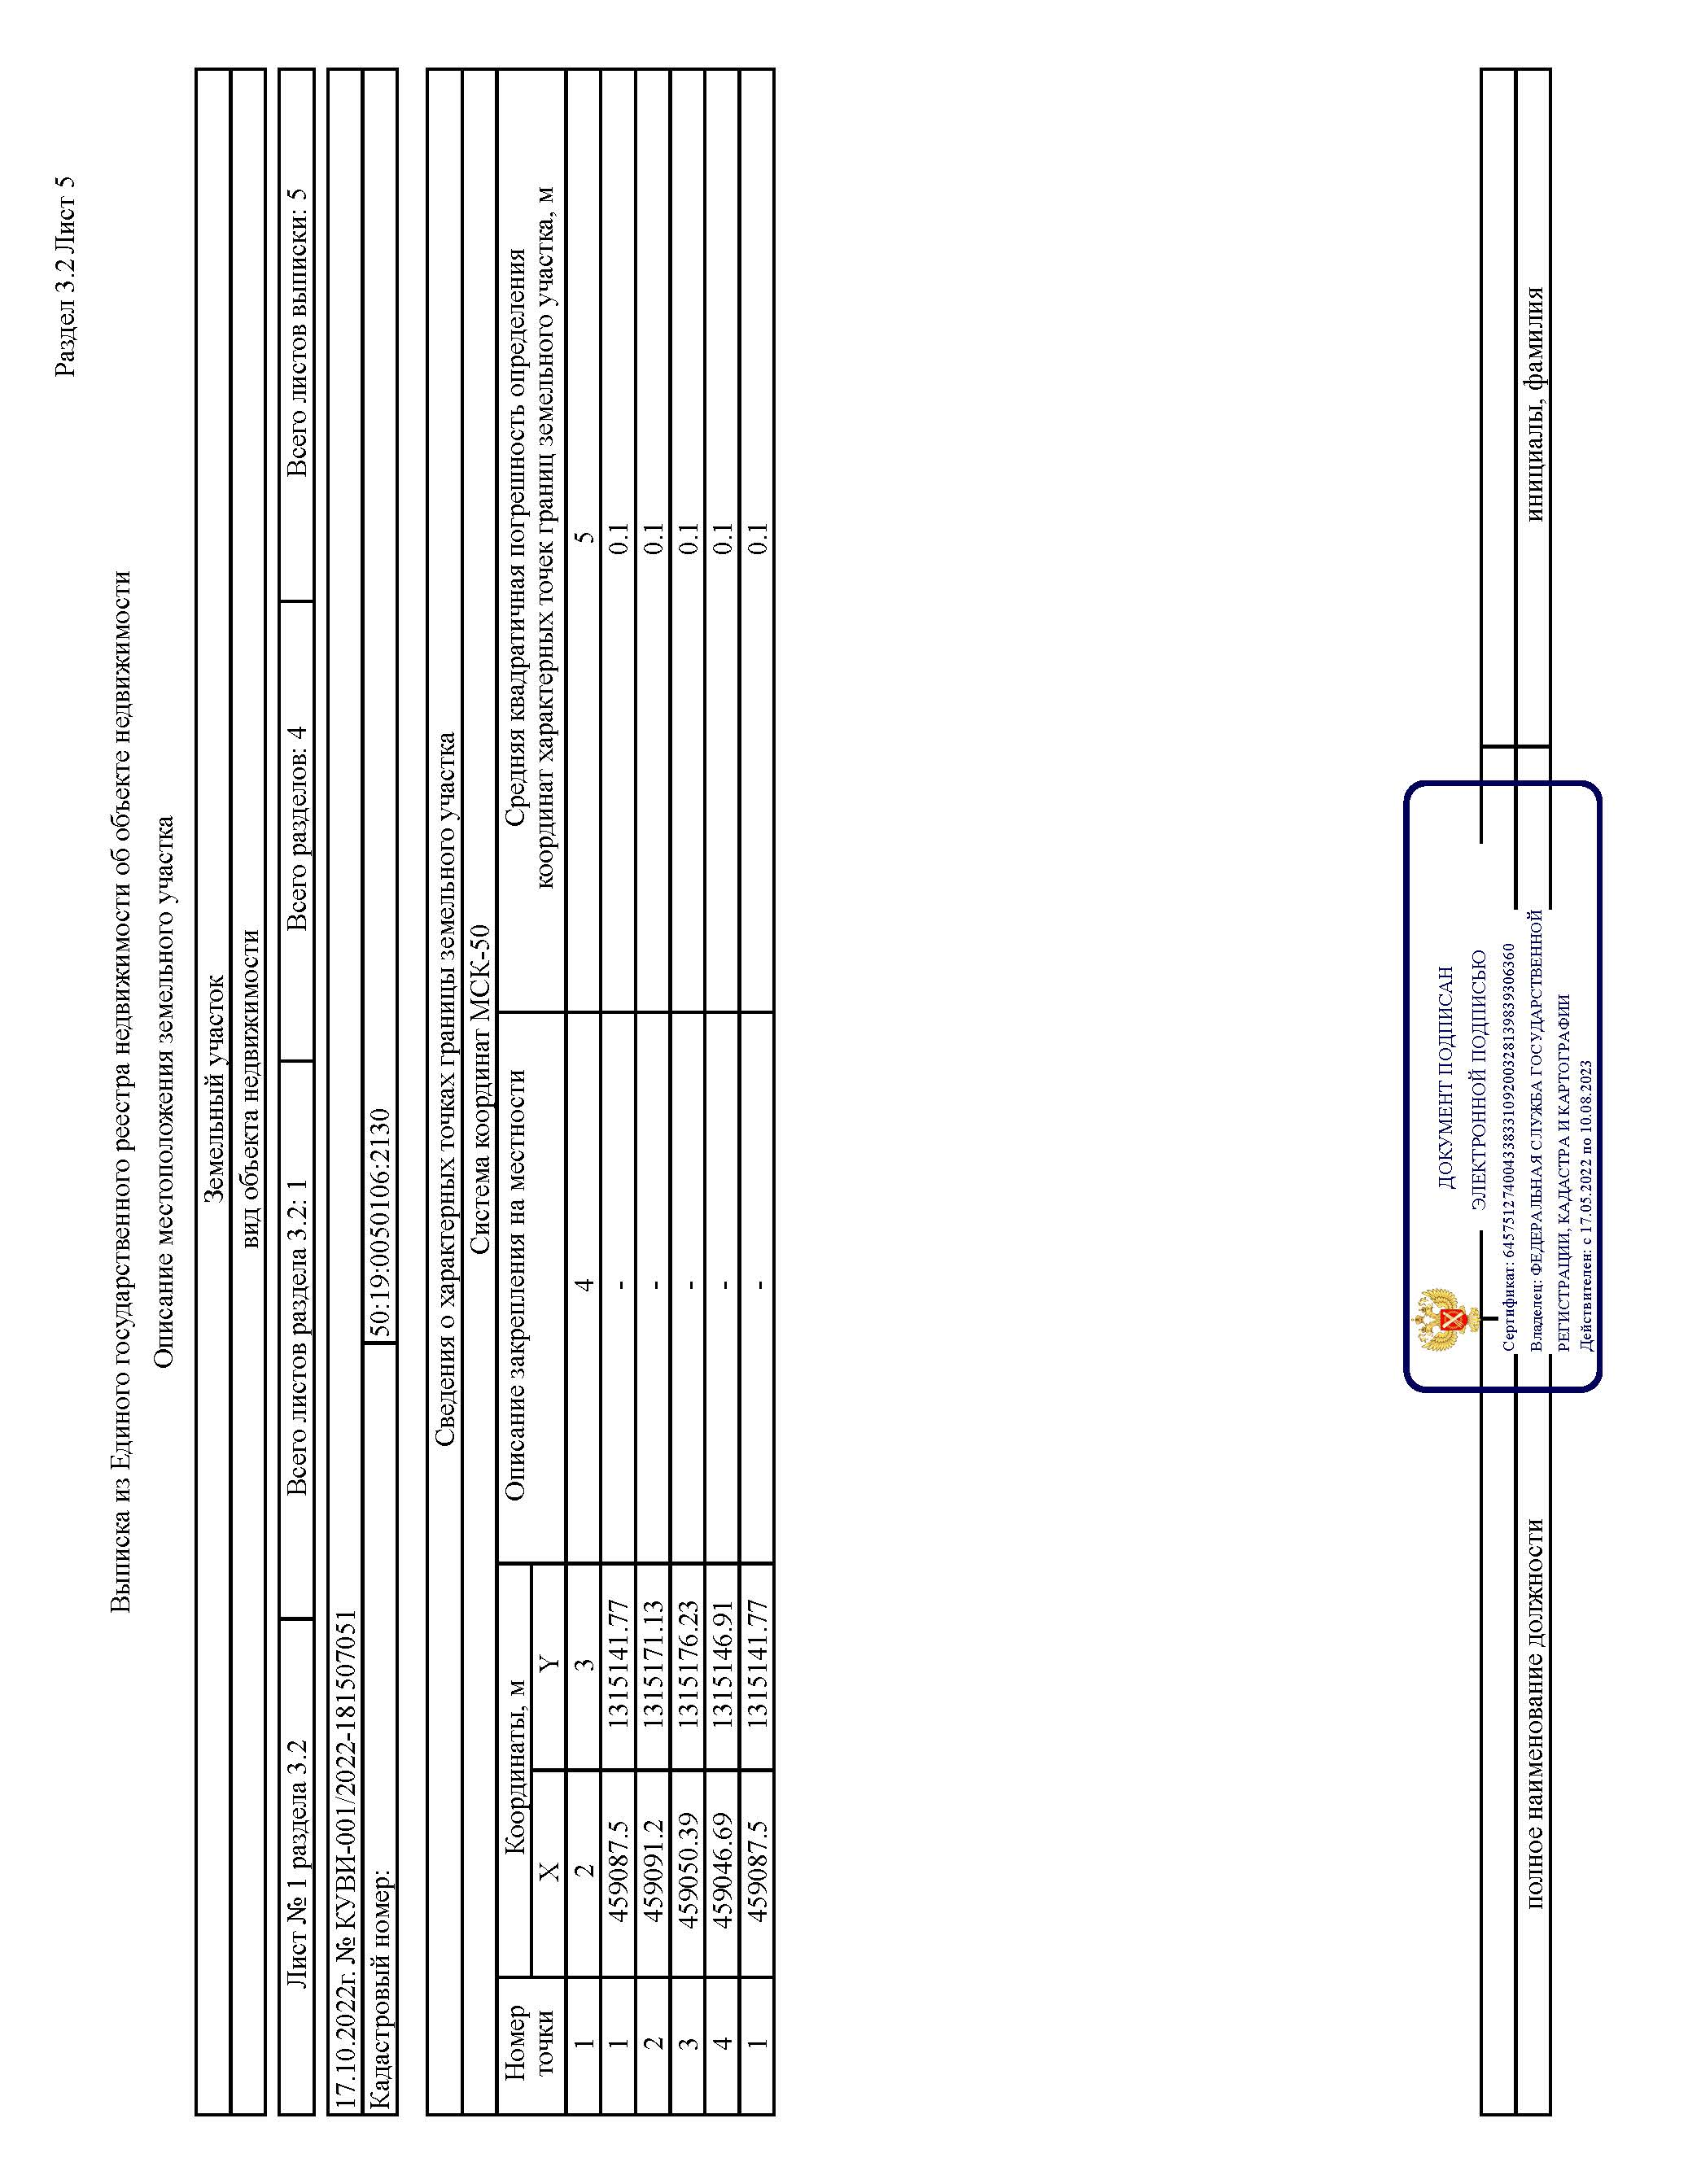 Раздел 3.2 Лист 5
Выписка из Единого государственного реестра недвижимости об объекте недвижимости
Описание местоположения земельного участка
Земельный участок
вид объекта недвижимости
Лист № 1 раздела 3.2 Всего листов раздела 3.2: 1 Всего разделов: 4 Всего листов выписки: 5
17.10.2022г. № КУВИ-001/2022-181507051
Кадастровый номер: 50:19:0050106:2130
Сведения о характерных точках границы земельного участка
Система координат МСК-50
Номер точки
Координаты, м
X Y
Описание закрепления на местности
Средняя квадратичная погрешность определения
координат характерных точек границ земельного участка, м
1 2 3 4 5
1 459087.5 1315141.77 - 0.1
2 459091.2 1315171.13 - 0.1
3 459050.39 1315176.23 - 0.1
4 459046.69 1315146.91 - 0.1
1 459087.5 1315141.77 - 0.1
ДОКУМЕНТ ПОДПИСАН
ЭЛЕКТРОННОЙ ПОДПИСЬЮ
Сертификат: 64575127400433833109200328139839306360
Владелец: ФЕДЕРАЛЬНАЯ СЛУЖБА ГОСУДАРСТВЕННОЙ
РЕГИСТРАЦИИ, КАДАСТРА И КАРТОГРАФИИ
Действителен: с 17.05.2022 по 10.08.2023
полное наименование должности инициалы, фамилия